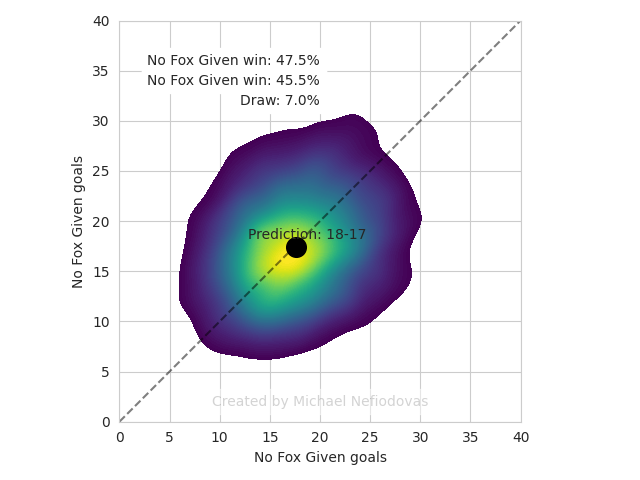 40
35
30
25
20
15
10
5
0
No Fox Given goals
No Fox Given win: 47.5%
No Fox Given win: 45.5%
Draw: 7.0%
Prediction: 18-17
Created by Michael Nefiodovas
0 5 10 15 20 25 30 35 40
No Fox Given goals